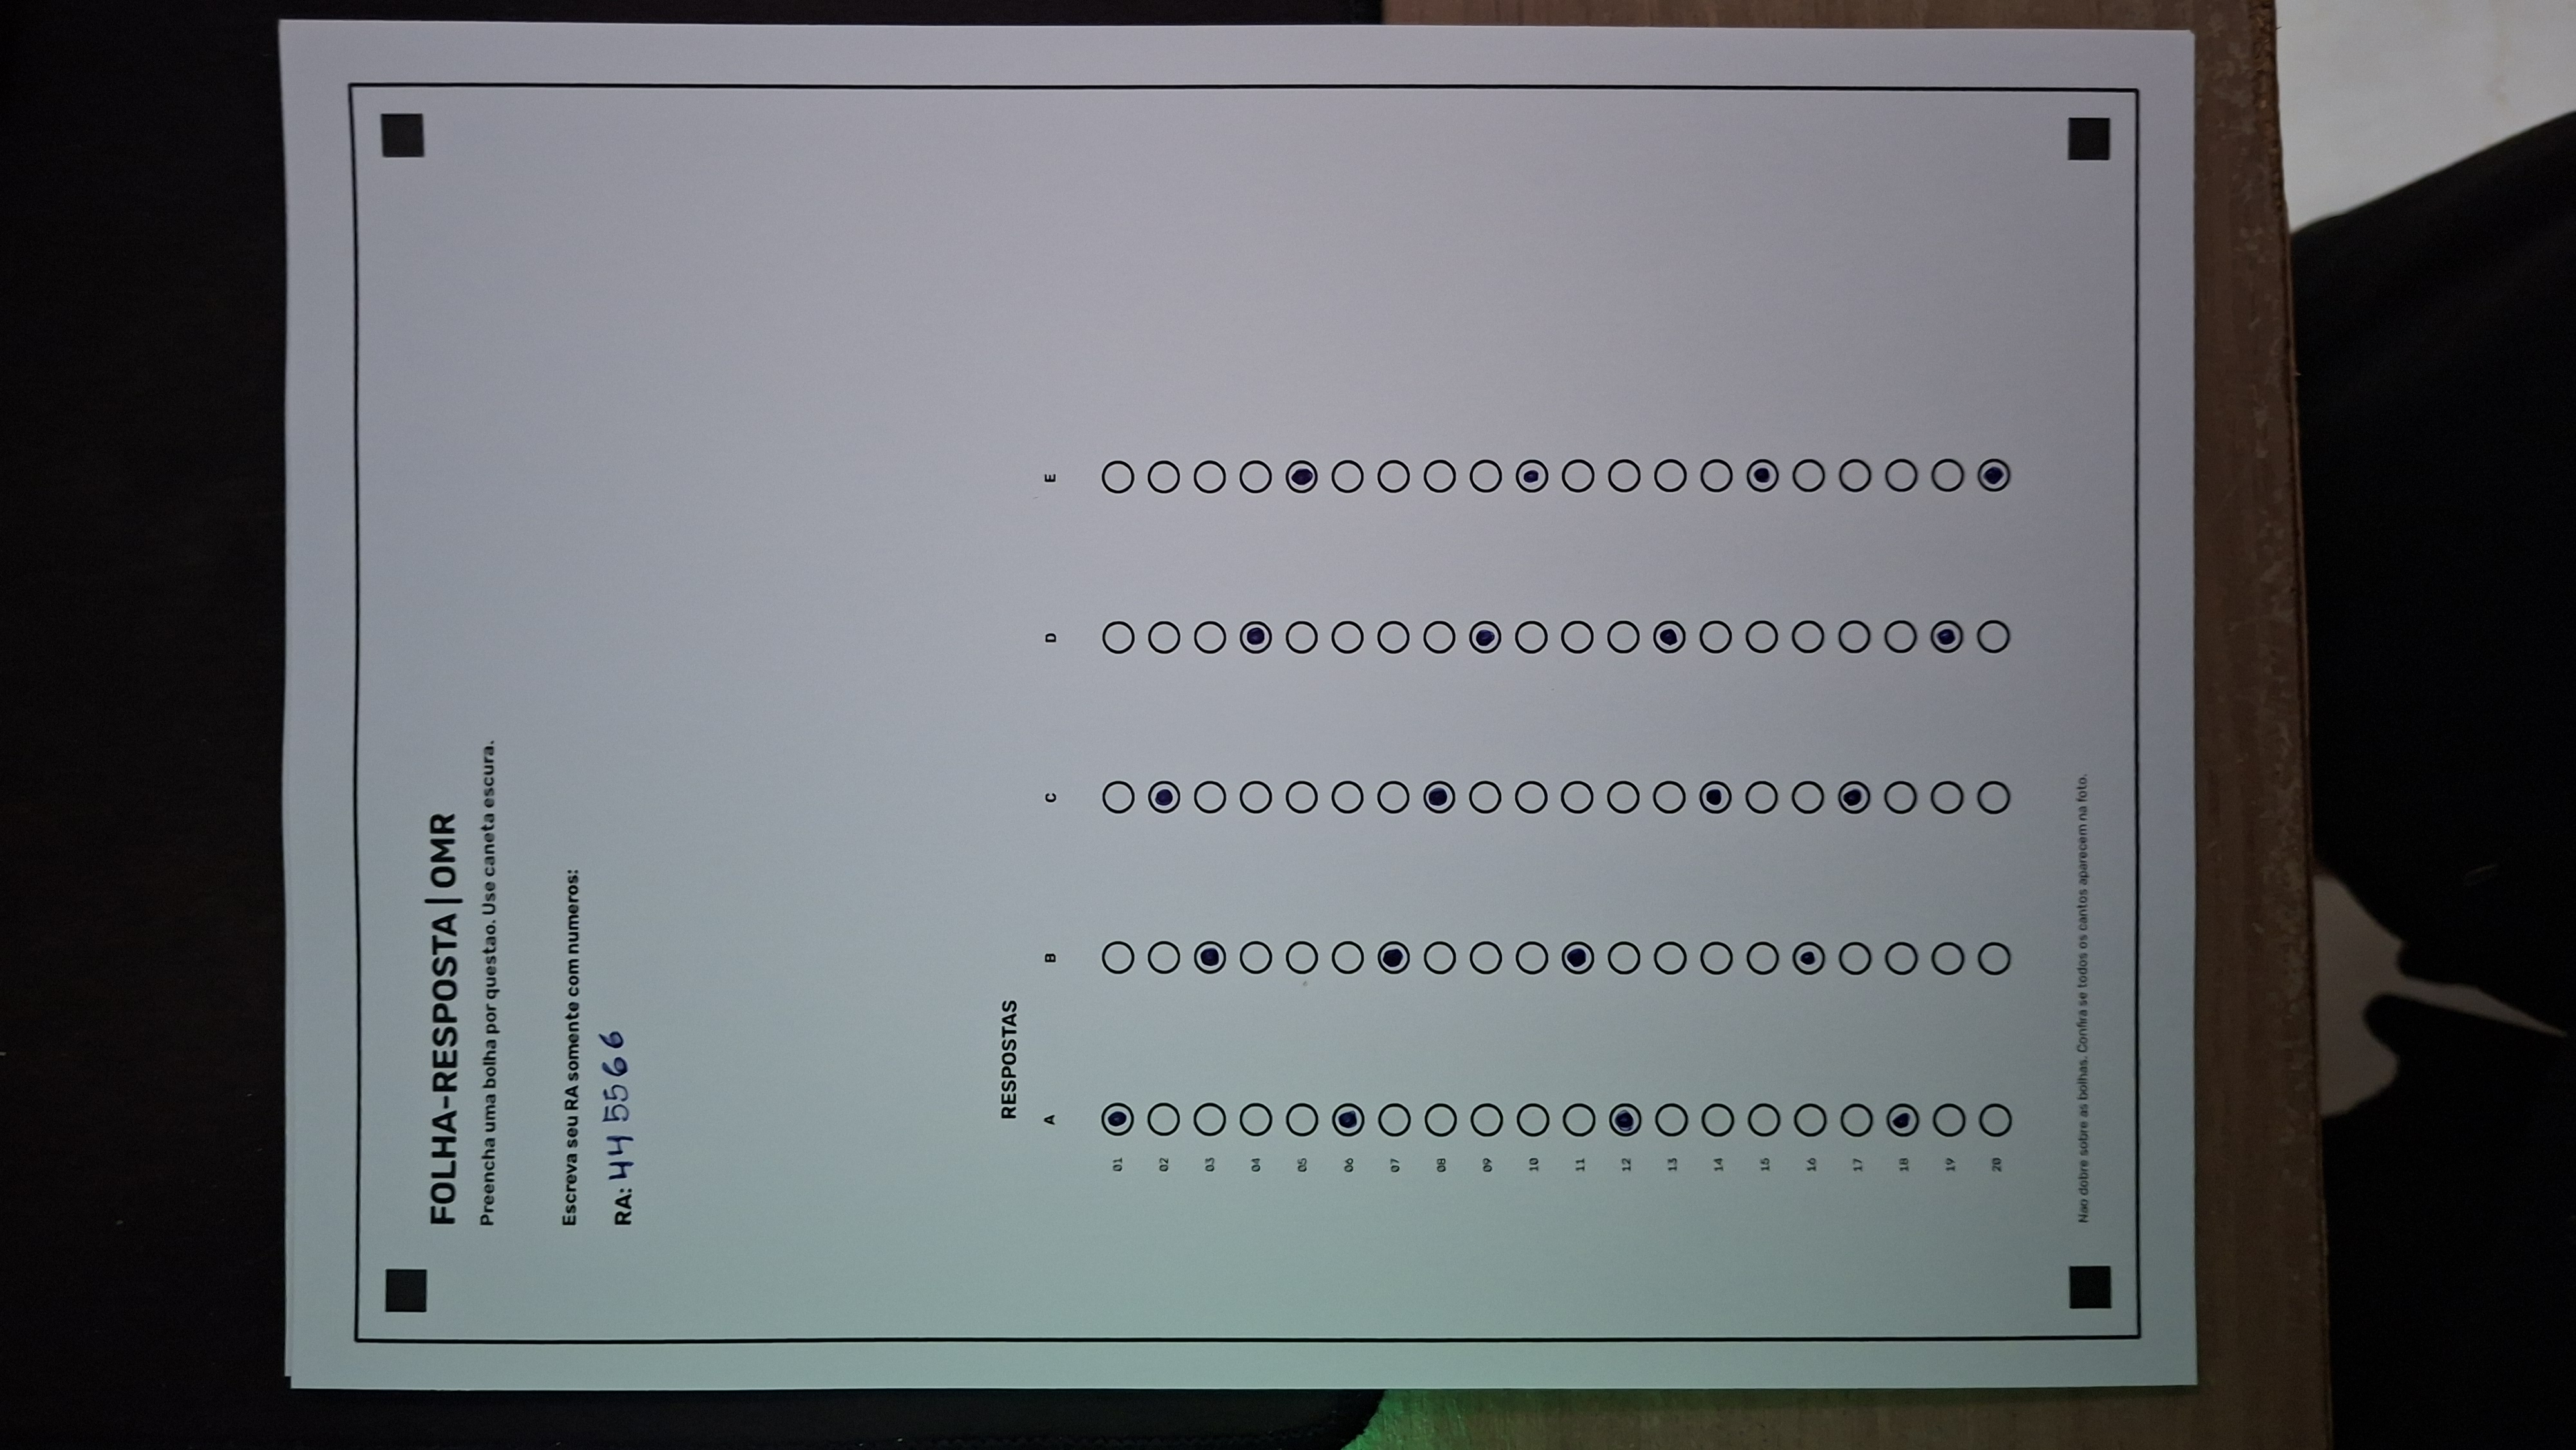 FOLHA-RESPOSTA | OMR
Preencha uma bolha por questao. Use caneta escura.
Escreva seu RA somente com numeros:
RA: 445566
RESPOSTAS
A B C D E
01
02
03
04
05
06
07
08
09
10
11
12
13
14
15
16
17
18
19
20
Nao dobre sobre as bolhas. Confira se todos os cantos aparecem na foto.